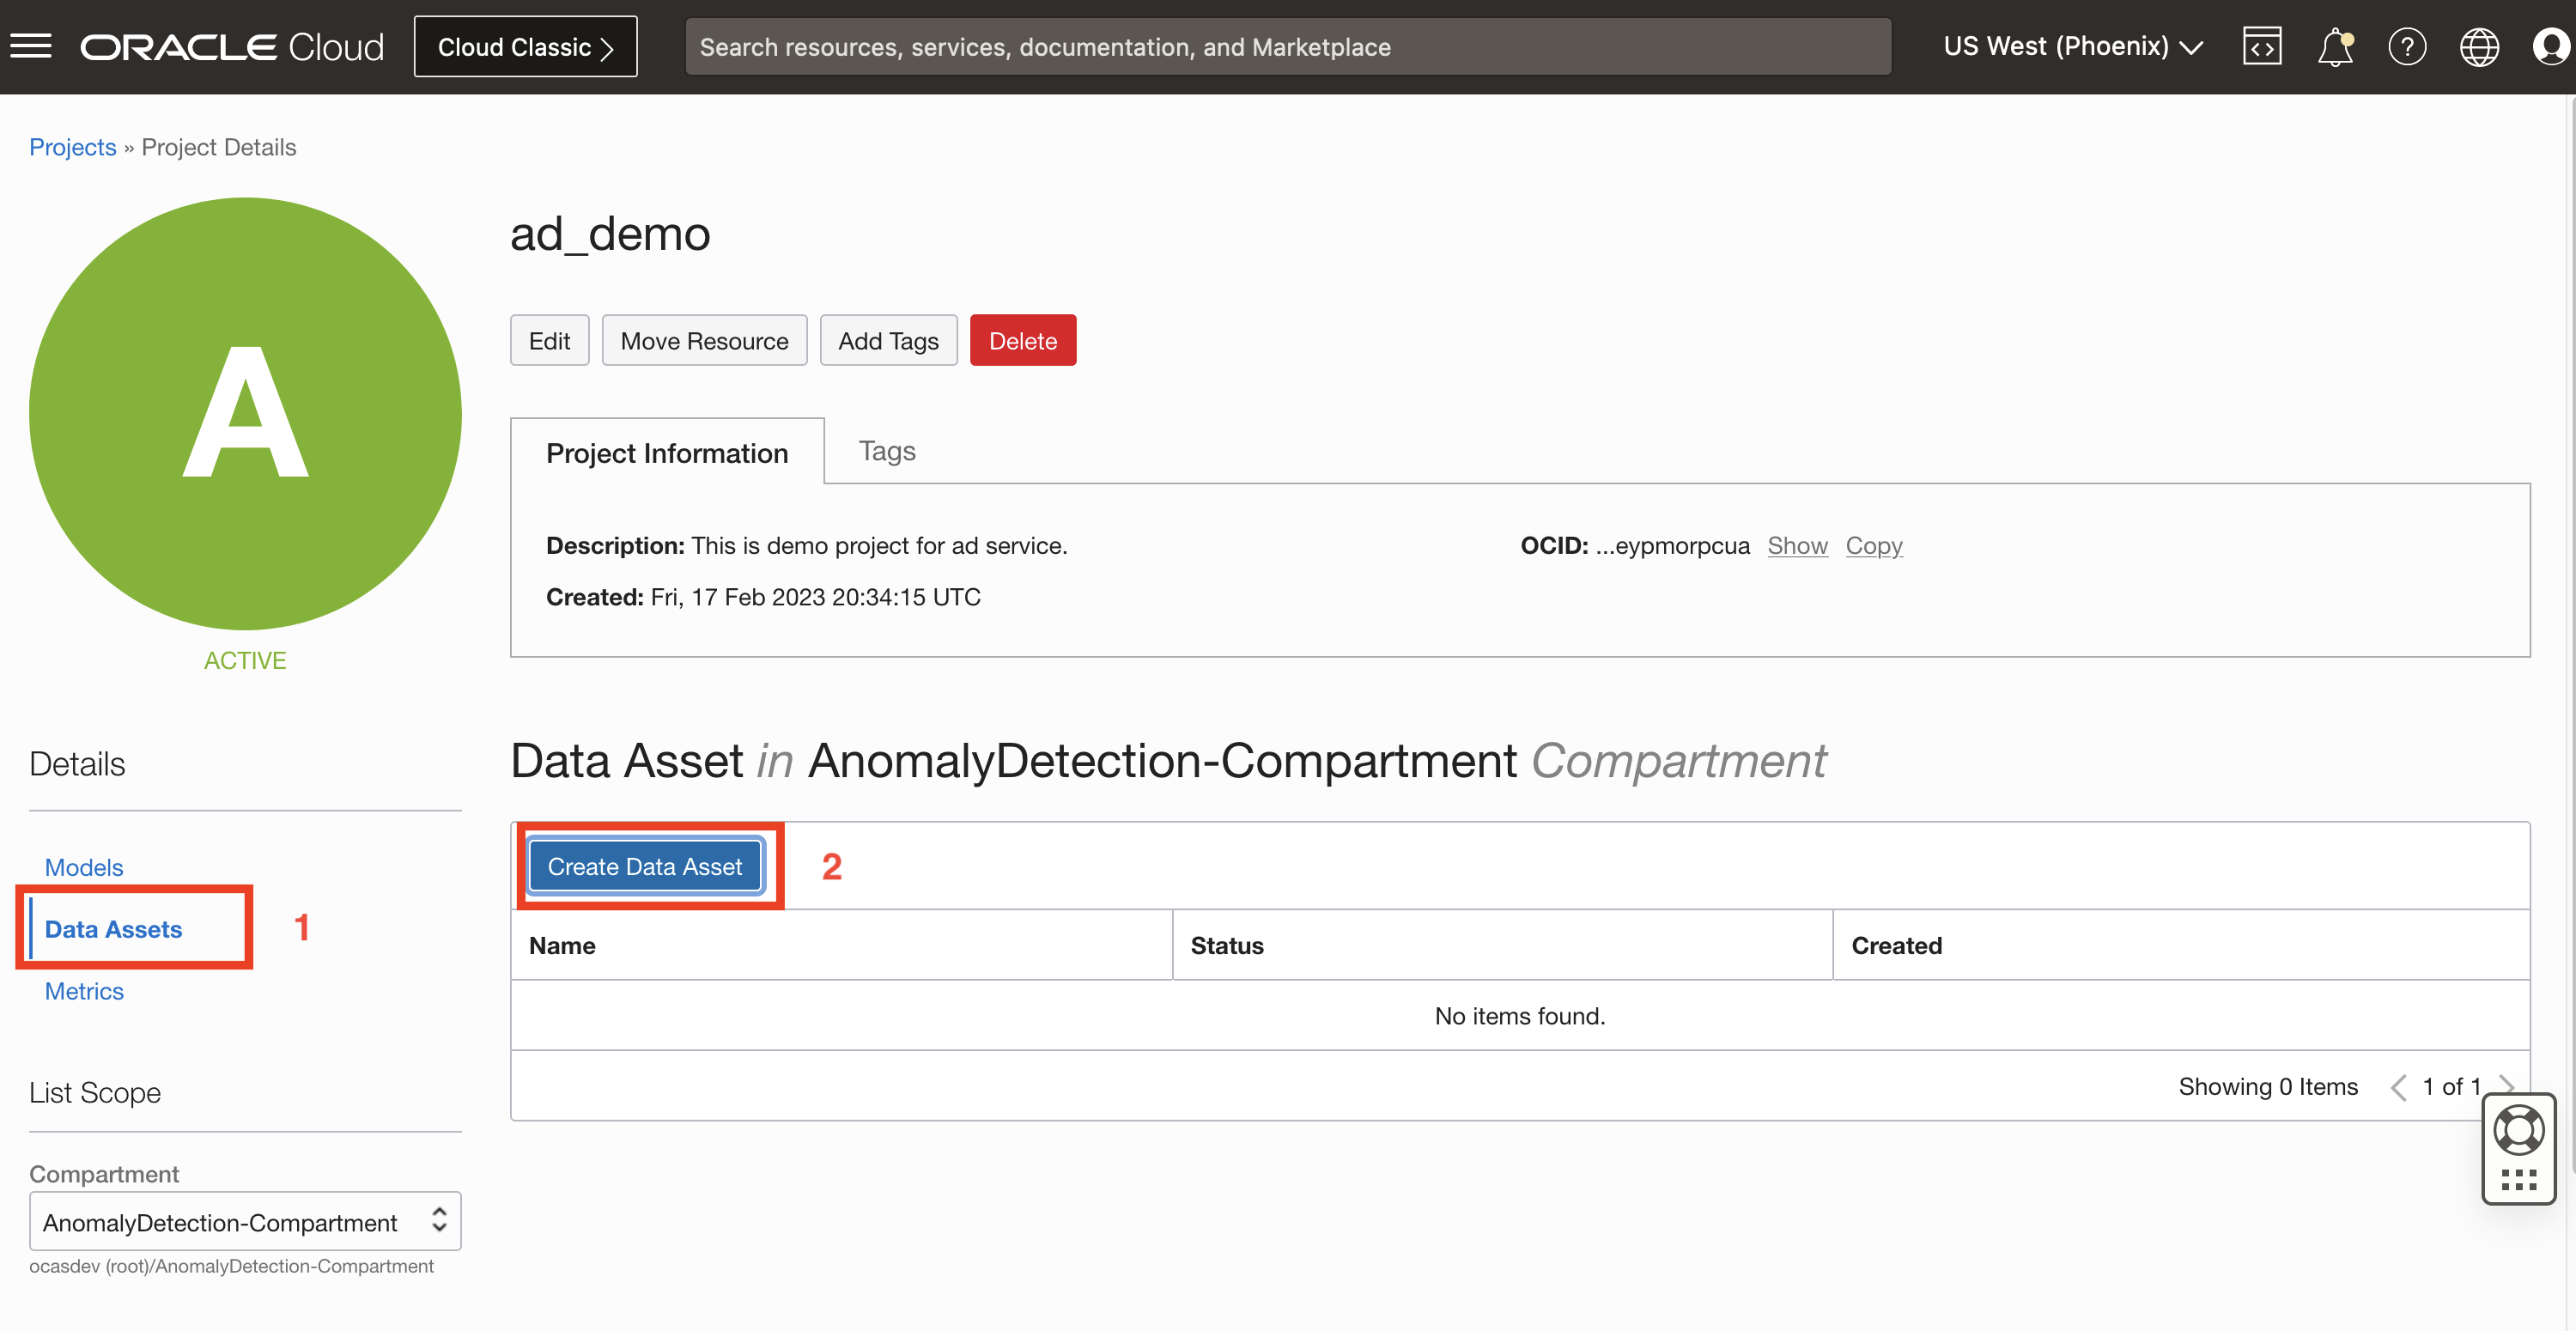 ORACLE Cloud
Cloud Classic
Search resources, services, documentation, and Marketplace
US West (Phoenix)
Projects » Project Details
A
ACTIVE
ad_demo
Edit
Move Resource
Add Tags
Delete
Project Information
Tags
Description: This is demo project for ad service.
OCID: ...eypmorpcua Show Copy
Created: Fri, 17 Feb 2023 20:34:15 UTC
Details
Models
Data Assets
1
Metrics
List Scope
Compartment
AnomalyDetection-Compartment
ocasdev (root)/AnomalyDetection-Compartment
Data Asset in AnomalyDetection-Compartment Compartment
Create Data Asset
2
Name
Status
Created
No items found.
Showing 0 Items
1 of 1